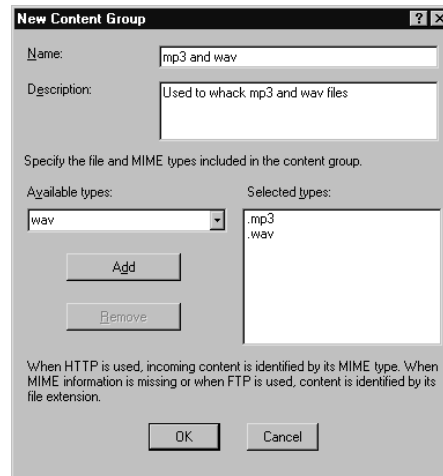 New Content Group
Name:
mp3 and wav
Description:
Used to whack mp3 and wav files
Specify the file and MIME types included in the content group.
Available types:
Selected types:
wav
.mp3
.wav
Add
Remove
When HTTP is used, incoming content is identified by its MIME type. When
MIME information is missing or when FTP is used, content is identified by its
file extension.
OK
Cancel